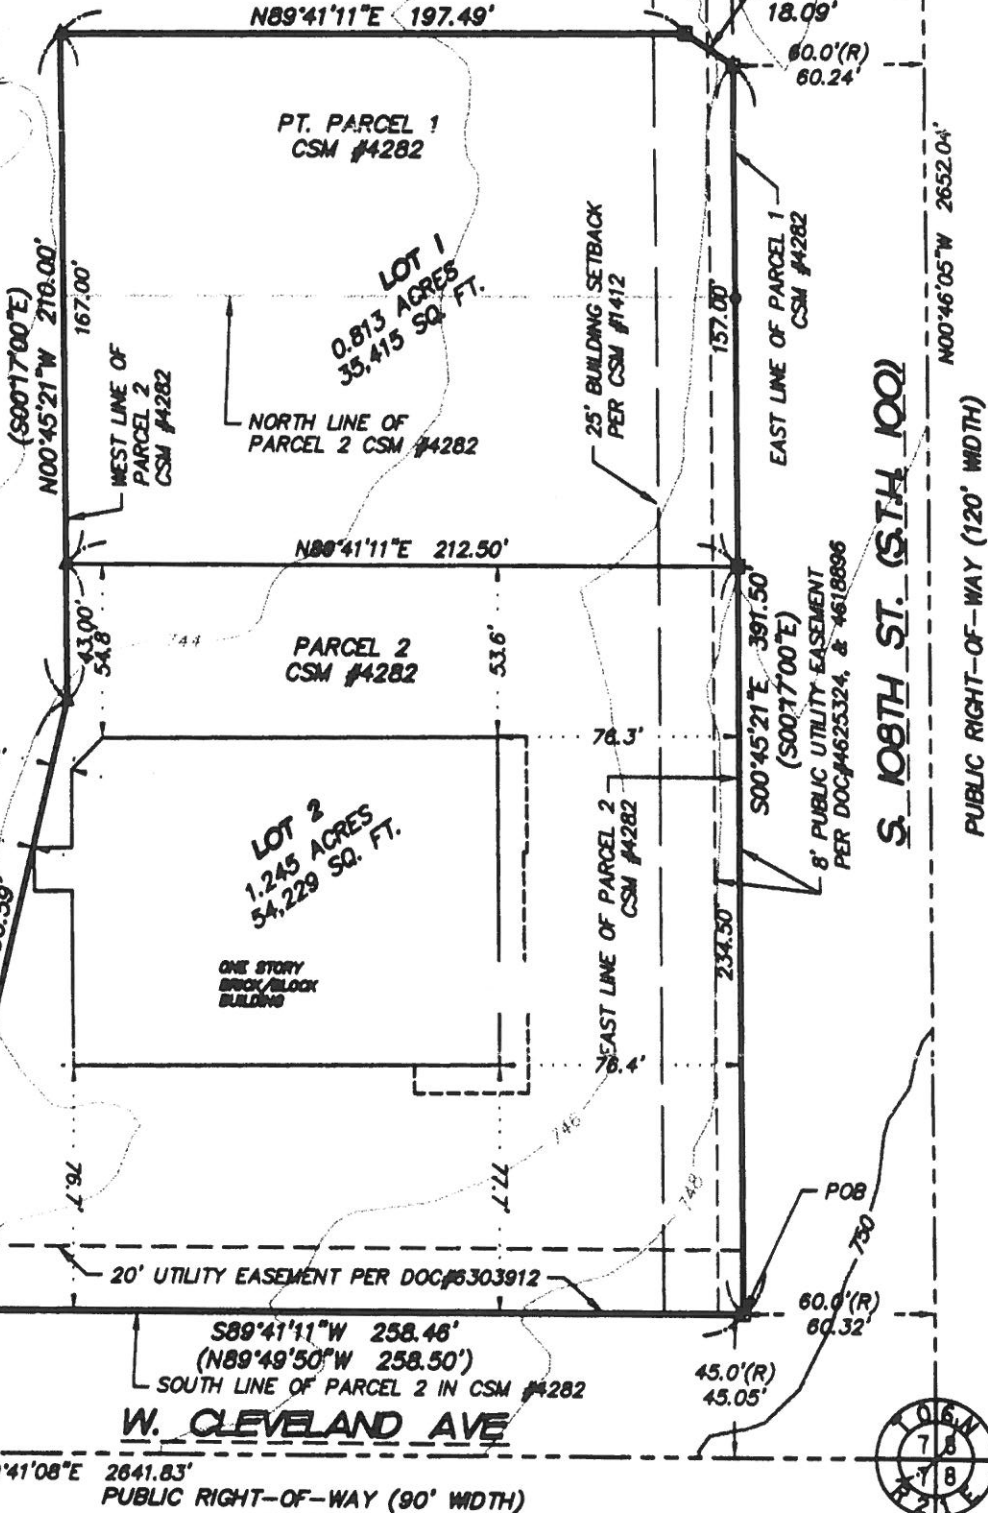 N89°41'11"E 197.49'
18.09'
60.0'(R)
60.24'
PT. PARCEL 1
CSM #4282
LOT 1
0.813 ACRES
35,415 SQ. FT.
(S00°17'00"E)
N00°45'21"W 210.00'
167.00'
WEST LINE OF
PARCEL 2
CSM #4282
NORTH LINE OF
PARCEL 2 CSM #4282
25' BUILDING SETBACK
PER CSM #1412
157.00'
EAST LINE OF PARCEL 1
CSM #4282
N00°46'05"W 2652.04'
S. 108TH ST. (S.T.H. 100)
PUBLIC RIGHT-OF-WAY (120' WIDTH)
N89°41'11"E 212.50'
43.00'
54.8'
744
PARCEL 2
CSM #4282
53.6'
76.3'
S00°45'21"E 391.50'
(S00°17'00"E)
8' PUBLIC UTILITY EASEMENT
PER DOC#4625324, & 4618896
LOT 2
1.245 ACRES
54,229 SQ. FT.
ONE STORY
BRICK/BLOCK
BUILDING
EAST LINE OF PARCEL 2
CSM #4282
234.50'
76.4'
746
748
750
76.7'
77.7'
POB
20' UTILITY EASEMENT PER DOC#6303912
S89°41'11"W 258.46'
(N89°49'50"W 258.50')
SOUTH LINE OF PARCEL 2 IN CSM #4282
60.0'(R)
60.32'
45.0'(R)
45.05'
W. CLEVELAND AVE
°41'08"E 2641.83'
PUBLIC RIGHT-OF-WAY (90' WIDTH)
T06N
7 8
7 8
R21E